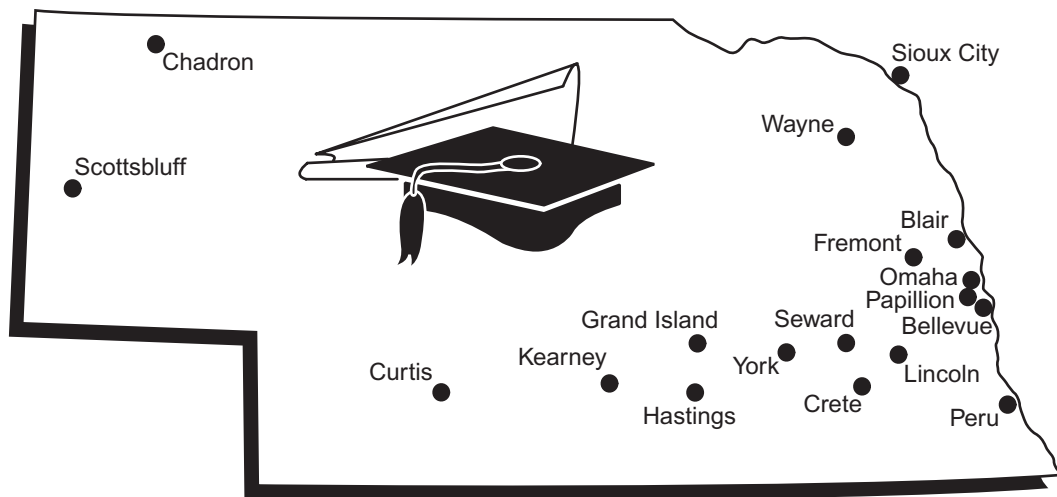 Sioux City
Chadron
Wayne
Scottsbluff
Blair
Fremont
Omaha
Papillion
Bellevue
Grand Island
Seward
Kearney
York
Curtis
Lincoln
Hastings
Crete
Peru